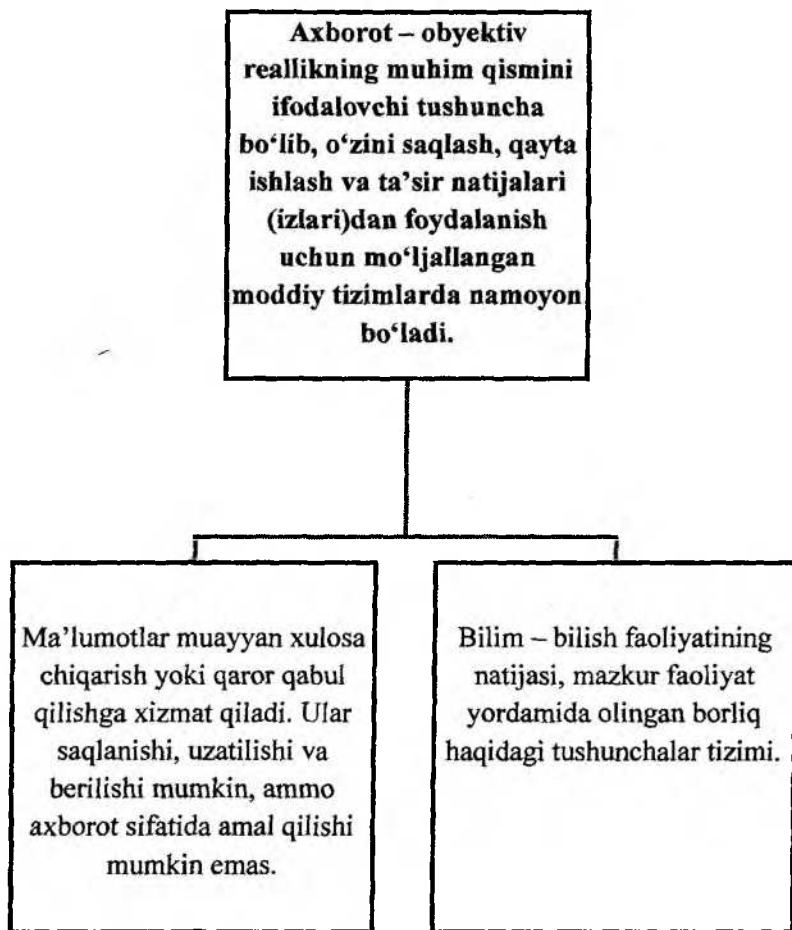 Axborot – obyektiv
reallikning muhim qismini
ifodalovchi tushuncha
bo‘lib, o‘zini saqlash, qayta
ishlash va ta’sir natijalari
(izlari)dan foydalanish
uchun mo‘ljallangan
moddiy tizimlarda namoyon
bo‘ladi.
Ma’lumotlar muayyan xulosa
chiqarish yoki qaror qabul
qilishga xizmat qiladi. Ular
saqlanishi, uzatilishi va
berilishi mumkin, ammo
axborot sifatida amal qilishi
mumkin emas.
Bilim – bilish faoliyatining
natijasi, mazkur faoliyat
yordamida olingan borliq
haqidagi tushunchalar tizimi.